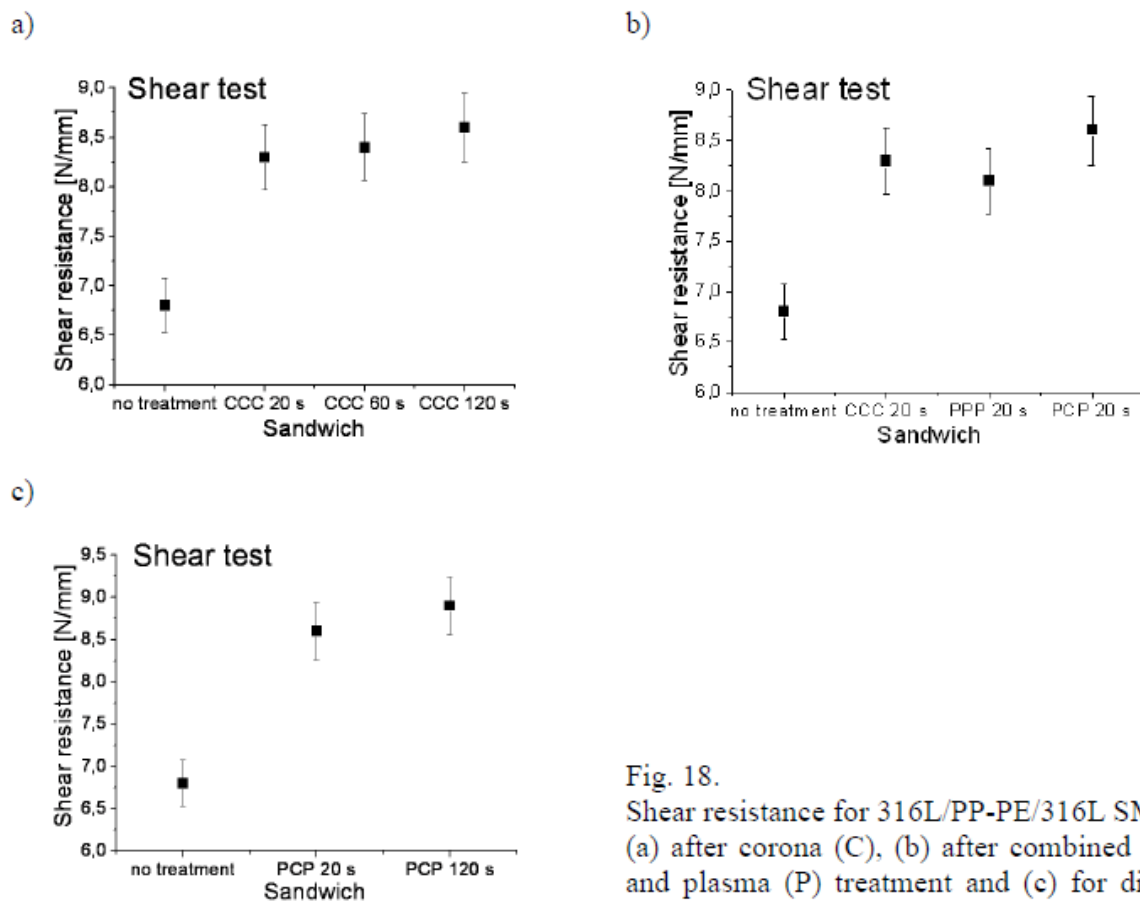 a)
Shear test
Shear resistance [N/mm]
9,0
8,5
8,0
7,5
7,0
6,5
6,0
no treatment CCC 20 s CCC 60 s CCC 120 s
Sandwich
b)
Shear test
Shear resistance [N/mm]
9,0
8,5
8,0
7,5
7,0
6,5
6,0
no treatment CCC 20 s PPP 20 s PCP 20 s
Sandwich
c)
Shear test
Shear resistance [N/mm]
9,5
9,0
8,5
8,0
7,5
7,0
6,5
6,0
no treatment PCP 20 s PCP 120 s
Sandwich
Fig. 18.
Shear resistance for 316L/PP-PE/316L
(a) after corona (C), (b) after combined
and plasma (P) treatment and (c) for